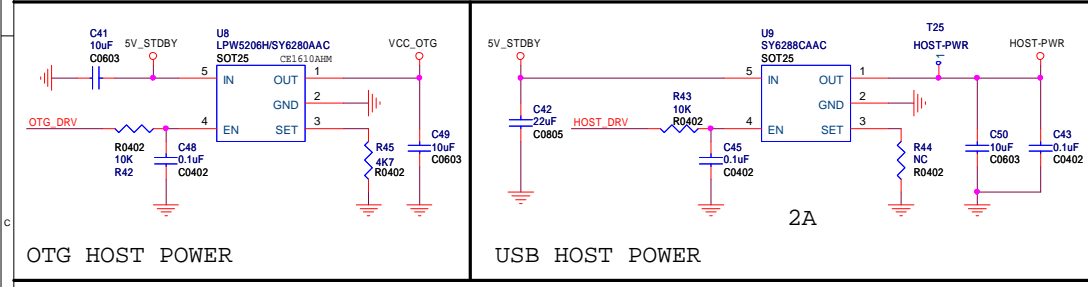 C41
10uF
C0603
5V_STDBY
U8
LPW5206H/SY6280AAC
SOT25
CE1610AHM
VCC_OTG
5
IN
OUT
1
GND
2
OTG_DRV
4
EN
SET
3
R0402
10K
R42
C48
0.1uF
C0402
R45
4K7
R0402
C49
10uF
C0603
OTG HOST POWER
5V_STDBY
U9
SY6288CAAC
SOT25
T25
HOST-PWR
1
HOST-PWR
5
IN
OUT
1
GND
2
C42
22uF
C0805
HOST_DRV
R43
10K
R0402
4
EN
SET
3
C45
0.1uF
C0402
R44
NC
R0402
C50
10uF
C0603
C43
0.1uF
C0402
2A
USB HOST POWER
C